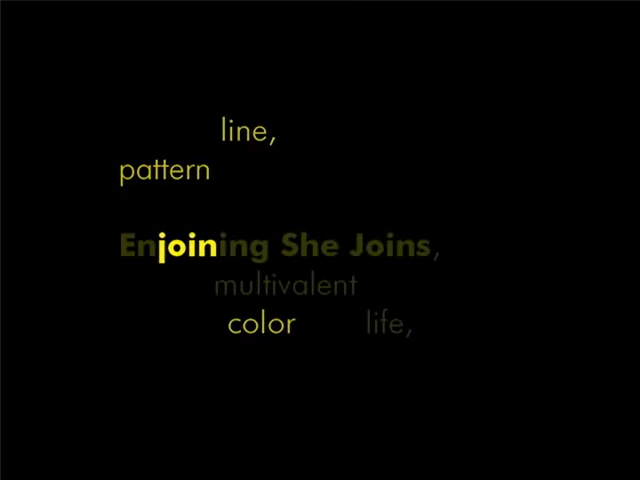 line,
pattern
Enjoining She Joins,
multivalent
color life,